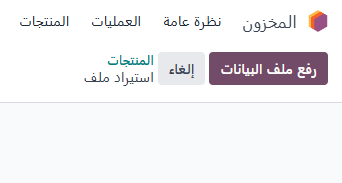 المخزون نظرة عامة العمليات المنتجات
رفع ملف البيانات إلغاء المنتجات
استيراد ملف